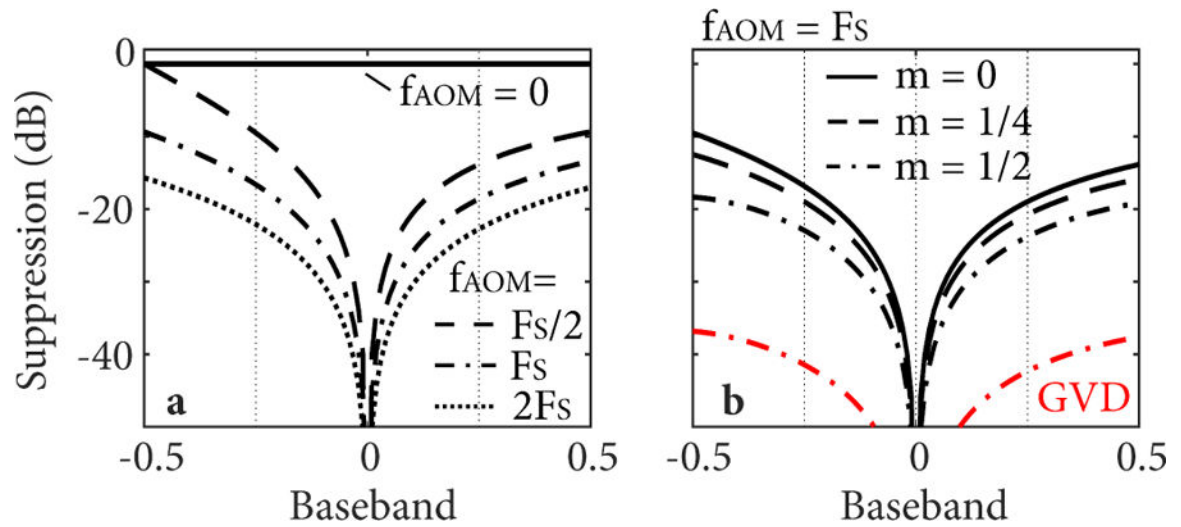 fAOM = Fs
0
-20
-40
Suppression (dB)
fAOM = 0
fAOM=
Fs/2
Fs
2Fs
a
-0.5
0
0.5
Baseband
m = 0
m = 1/4
m = 1/2
GVD
b
-0.5
0
0.5
Baseband